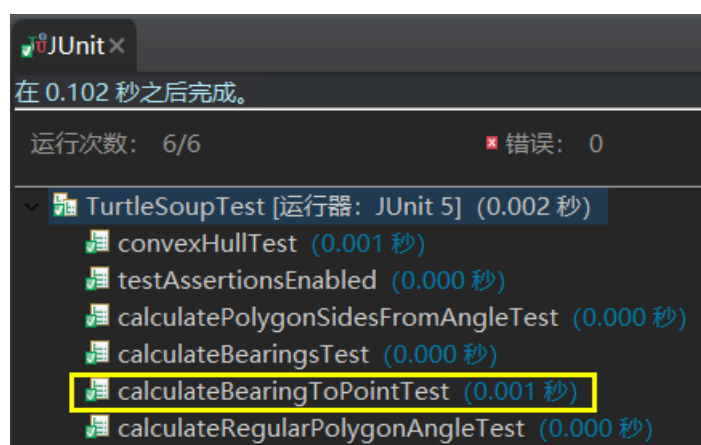 JUnit
在 0.102 秒之后完成。
运行次数: 6/6 错误: 0
TurtleSoupTest [运行器: JUnit 5] (0.002 秒)
convexHullTest (0.001 秒)
testAssertionsEnabled (0.000 秒)
calculatePolygonSidesFromAngleTest (0.000 秒)
calculateBearingsTest (0.000 秒)
calculateBearingToPointTest (0.001 秒)
calculateRegularPolygonAngleTest (0.000 秒)